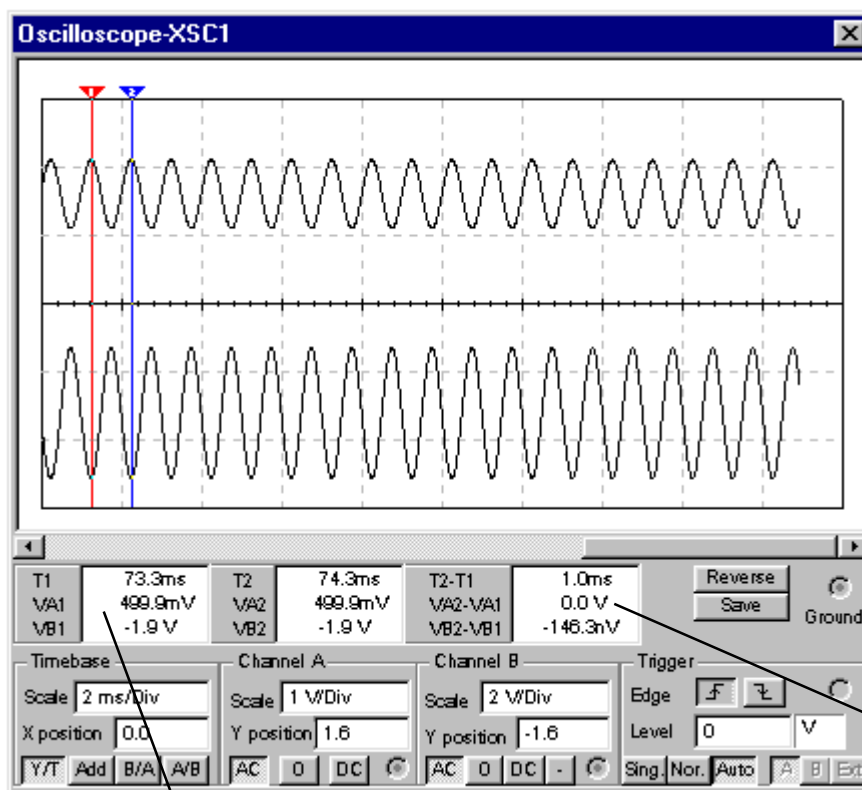 Oscilloscope-XSC1
1 2
T1 73.3ms T2 74.3ms T2-T1 1.0ms Reverse
VA1 499.9mV VA2 499.9mV VA2-VA1 0.0 V Save
VB1 -1.9 V VB2 -1.9 V VB2-VB1 -146.3nV Ground
Timebase Channel A Channel B Trigger
Scale 2 ms/Div Scale 1 V/Div Scale 2 V/Div Edge
X position 0.0 Y position 1.6 Y position -1.6 Level 0 V
Y/T Add B/A A/B AC 0 DC AC 0 DC - Sing. Nor. Auto A B Ext